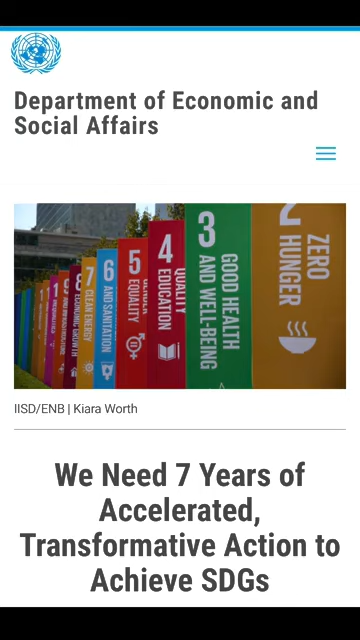 Department of Economic and
Social Affairs
2
ZERO
HUNGER
3
GOOD HEALTH
AND WELL-BEING
4
QUALITY
EDUCATION
5
GENDER
EQUALITY
6
AND SANITATION
7
CLEAN ENERGY
8
ECONOMIC GROWTH
IISD/ENB | Kiara Worth
We Need 7 Years of
Accelerated,
Transformative Action to
Achieve SDGs